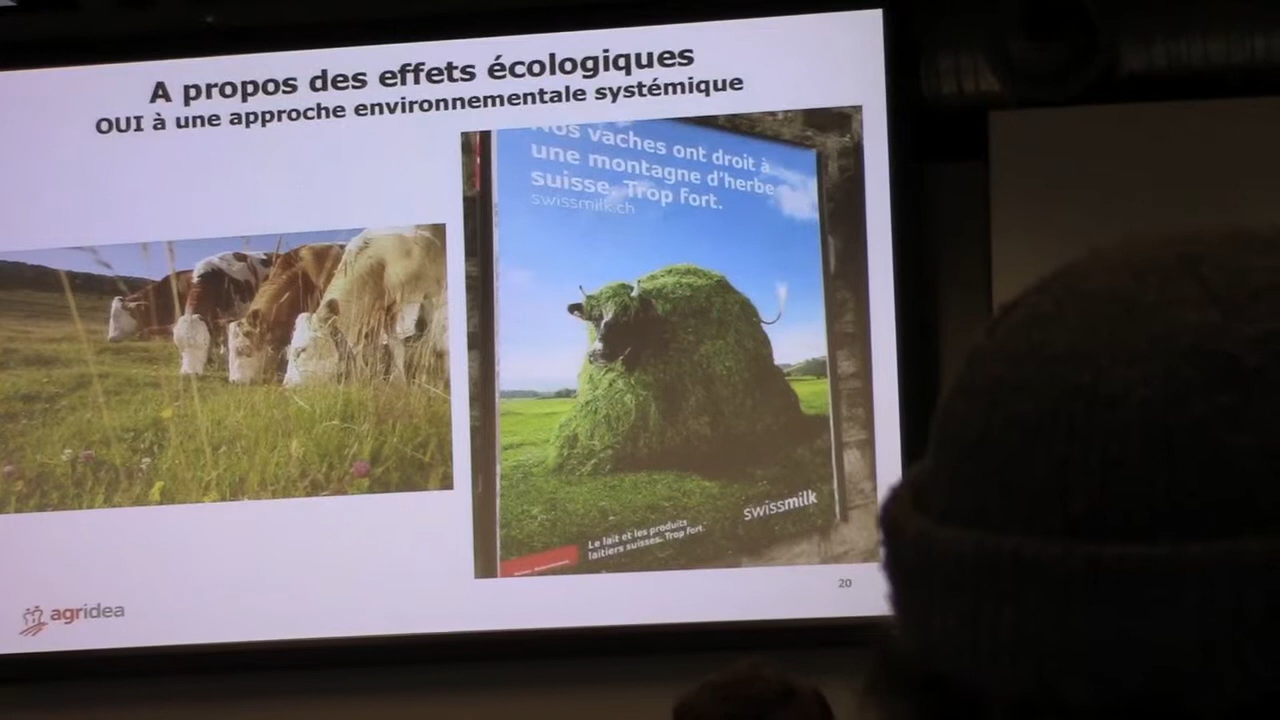 A propos des effets écologiques
OUI à une approche environnementale systémique
Nos vaches ont droit à
une montagne d'herbe
suisse. Trop fort.
swissmilk.ch
swissmilk
Le lait et les produits
laitiers suisses. Trop fort.
20
agridea